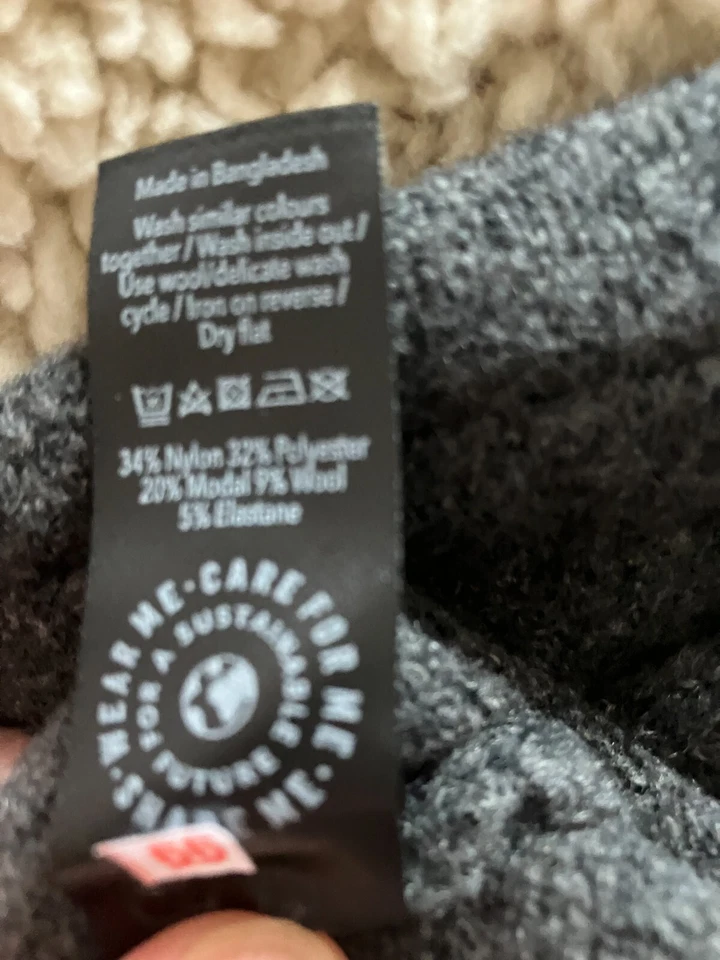 Made in Bangladesh
Wash similar colours
together / Wash inside out /
Use wool/delicate wash
cycle / Iron on reverse /
Dry flat
34% Nylon 32% Polyester
20% Modal 9% Wool
5% Elastane
WEAR ME · CARE FOR ME · SHARE ME ·
FOR A SUSTAINABLE FUTURE